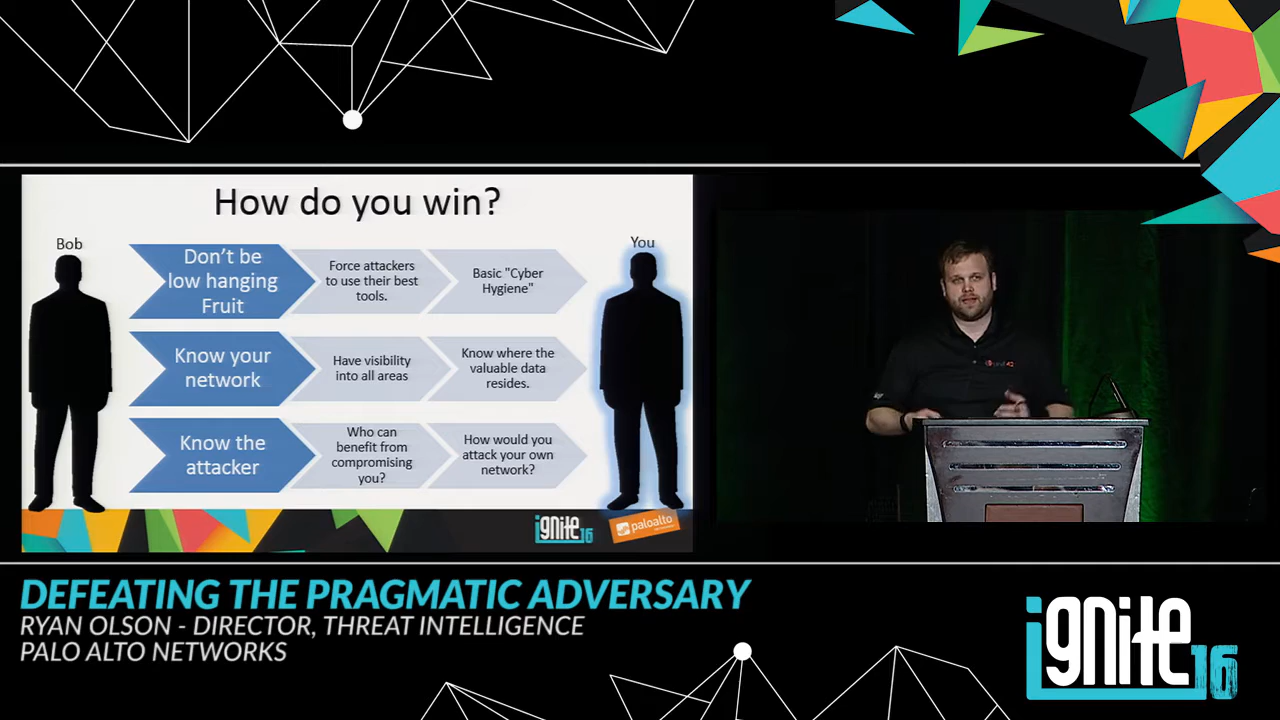 How do you win?
Bob
You
Don't be
low hanging
Fruit
Force attackers
to use their best
tools.
Basic "Cyber
Hygiene"
Know your
network
Have visibility
into all areas
Know where the
valuable data
resides.
Know the
attacker
Who can
benefit from
compromising
you?
How would you
attack your own
network?
ignite16
paloalto
DEFEATING THE PRAGMATIC ADVERSARY
RYAN OLSON - DIRECTOR, THREAT INTELLIGENCE
PALO ALTO NETWORKS
ignite16